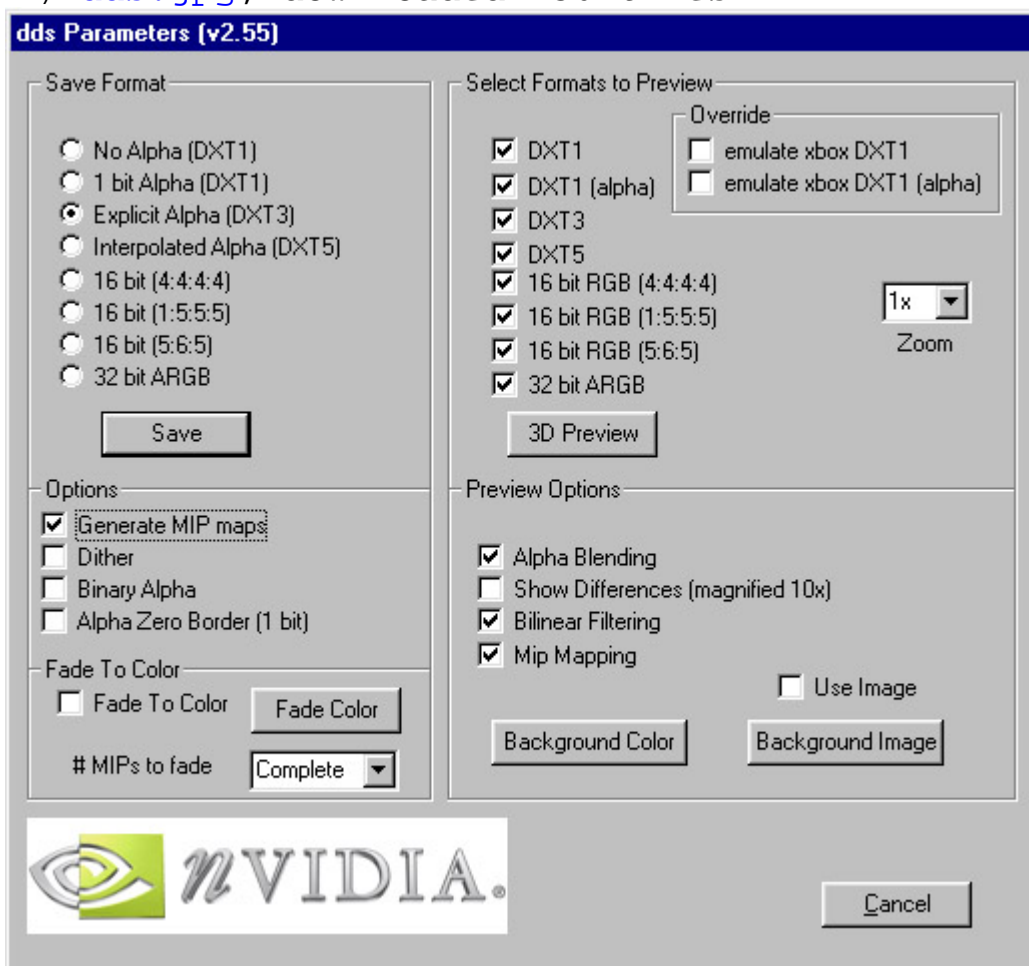 dds Parameters (v2.55)
Save Format
No Alpha (DXT1)
1 bit Alpha (DXT1)
Explicit Alpha (DXT3)
Interpolated Alpha (DXT5)
16 bit (4:4:4:4)
16 bit (1:5:5:5)
16 bit (5:6:5)
32 bit ARGB
Save
Select Formats to Preview
Override
DXT1
emulate xbox DXT1
DXT1 (alpha)
emulate xbox DXT1 (alpha)
DXT3
DXT5
16 bit RGB (4:4:4:4)
16 bit RGB (1:5:5:5)
16 bit RGB (5:6:5)
32 bit ARGB
1x
Zoom
3D Preview
Options
Generate MIP maps
Dither
Binary Alpha
Alpha Zero Border (1 bit)
Preview Options
Alpha Blending
Show Differences (magnified 10x)
Bilinear Filtering
Mip Mapping
Use Image
Background Color
Background Image
Fade To Color
Fade To Color
Fade Color
# MIPs to fade
Complete
nVIDIA.
Cancel